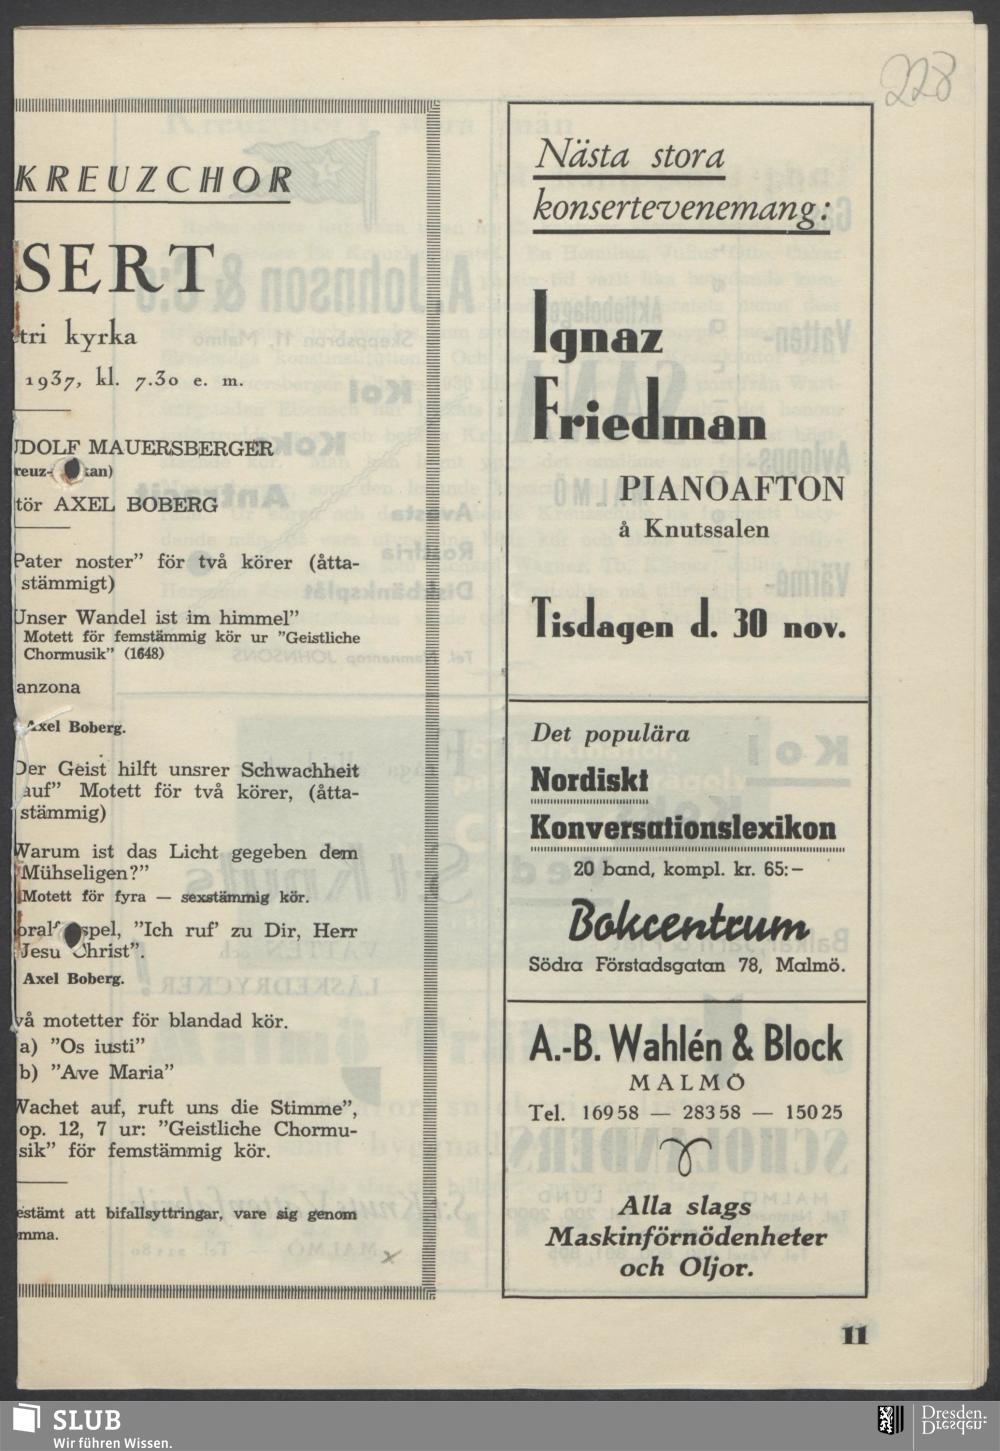 228
KREUZCHOR
SERT
tri kyrka
1937, kl. 7.30 e. m.
UDOLF MAUERSBERGER
reuz- kan)
tör AXEL BOBERG
Pater noster" för två körer (åtta-
stämmigt)
Unser Wandel ist im himmel"
Motett för femstämmig kör ur "Geistliche
Chormusik" (1648)
anzona
Axel Boberg.
Der Geist hilft unsrer Schwachheit
auf" Motett för två körer, (åtta-
stämmig)
Warum ist das Licht gegeben dem
Mühseligen?"
Motett för fyra — sexstämmig kör.
oral spel, "Ich ruf' zu Dir, Herr
Jesu Christ".
Axel Boberg.
vå motetter för blandad kör.
a) "Os iusti"
b) "Ave Maria"
Wachet auf, ruft uns die Stimme",
op. 12, 7 ur: "Geistliche Chormu-
sik" för femstämmig kör.
estämt att bifallsyttringar, vare sig genom
mma.
Nästa stora
konsertevenemang:
Ignaz
Friedman
PIANOAFTON
å Knutssalen
Tisdagen d. 30 nov.
Det populära
Nordiskt
Konversationslexikon
20 band, kompl. kr. 65:—
Bokcentrum
Södra Förstadsgatan 78, Malmö.
A.-B. Wahlén & Block
MALMÖ
Tel. 16958 — 28358 — 15025
Alla slags
Maskinförnödenheter
och Oljor.
11
SLUB
Wir führen Wissen.
Dresden.
Dresden.